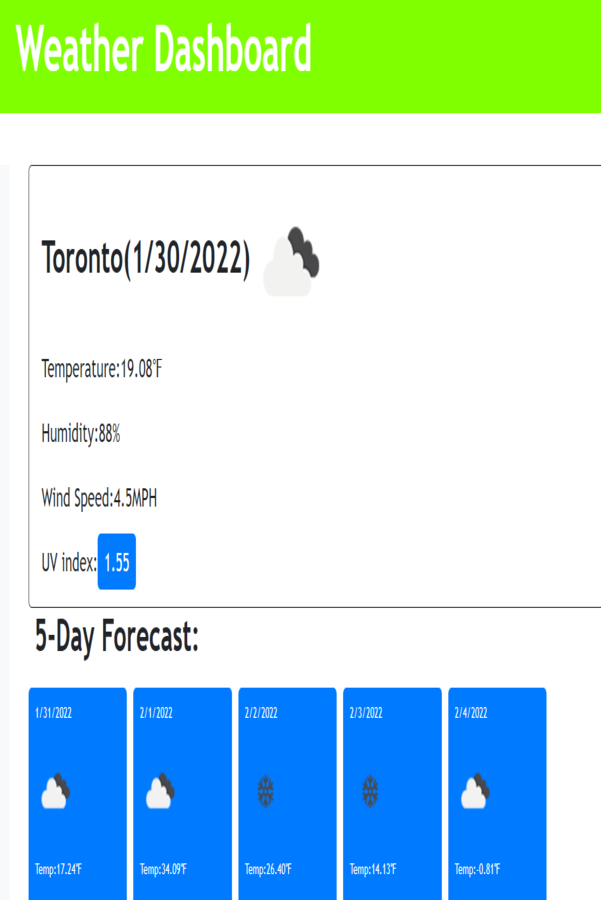 Weather Dashboard
Toronto(1/30/2022)
Temperature:19.08°F
Humidity:88%
Wind Speed:4.5MPH
UV index: 1.55
5-Day Forecast:
1/31/2022 2/1/2022 2/2/2022 2/3/2022 2/4/2022
Temp:17.24°F Temp:34.09°F Temp:26.40°F Temp:14.13°F Temp:-0.81°F